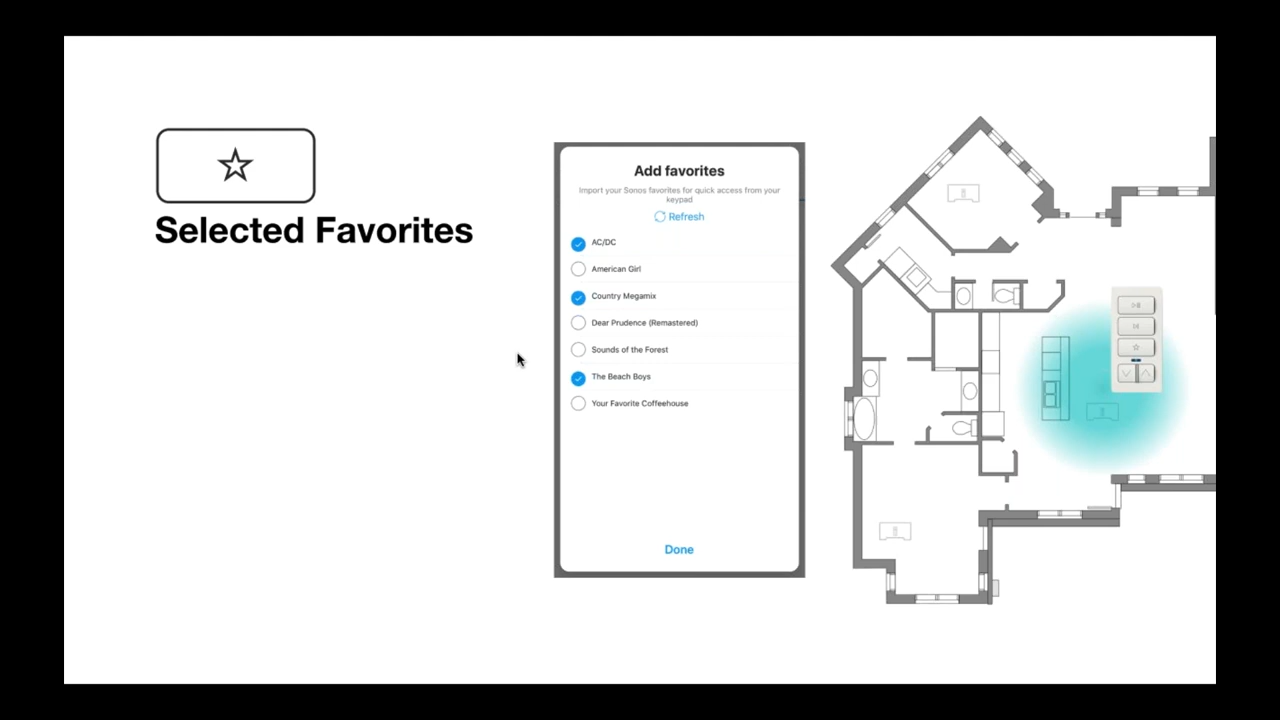 Selected Favorites
Add favorites
Import your Sonos favorites for quick access from your
keypad
Refresh
AC/DC
American Girl
Country Megamix
Dear Prudence (Remastered)
Sounds of the Forest
The Beach Boys
Your Favorite Coffeehouse
Done